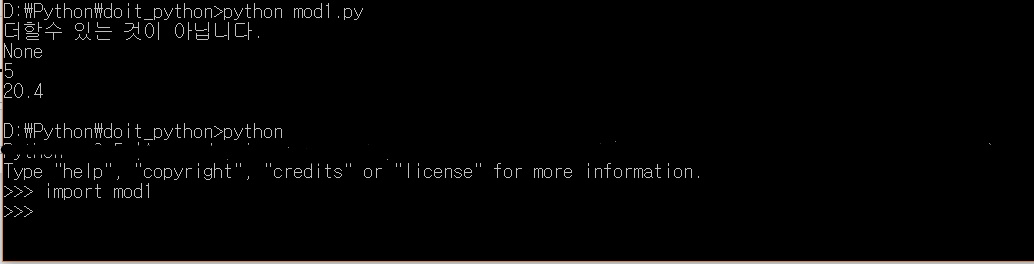 D:₩Python₩doit_python>python mod1.py
더할수 있는 것이 아닙니다.
None
5
20.4
D:₩Python₩doit_python>python
Python
Type "help", "copyright", "credits" or "license" for more information.
>>> import mod1
>>>